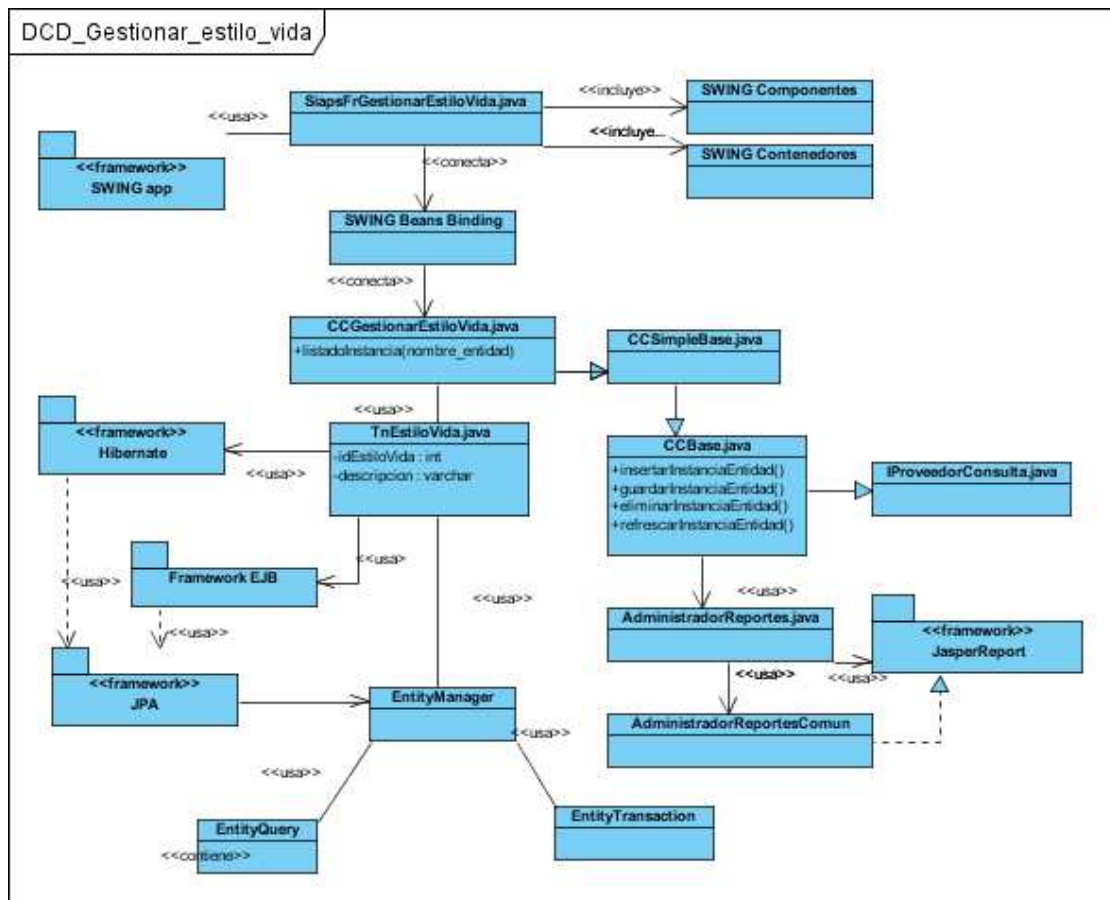 DCD_Gestionar_estilo_vida
SiapsFrGestionarEstiloVida.java
<<incluye>>
SWING Componentes
<<usa>>
<<incluye...
SWING Contenedores
<<framework>>
SWING app
<<conecta>>
SWING Beans Binding
<<conecta>>
CCGestionarEstiloVida.java
+listadoInstancia(nombre_entidad)
CCSimpleBase.java
<<usa>>
<<framework>>
Hibernate
TnEstiloVida.java
-idEstiloVida : int
-descripcion : varchar
<<usa>>
CCBase.java
+insertarInstanciaEntidad()
+guardarInstanciaEntidad()
+eliminarInstanciaEntidad()
+refrescarInstanciaEntidad()
IProveedorConsulta.java
<<usa>
<<usa>>
Framework EJB
<<usa>>
<<usa>>
<<usa>>
AdministradorReportes.java
<<framework>>
JasperReport
<<usa>>
<<usa>>
<<framework>>
JPA
EntityManager
<<usa>>
AdministradorReportesComun
<<usa>>
EntityQuery
<<contiene>>
EntityTransaction